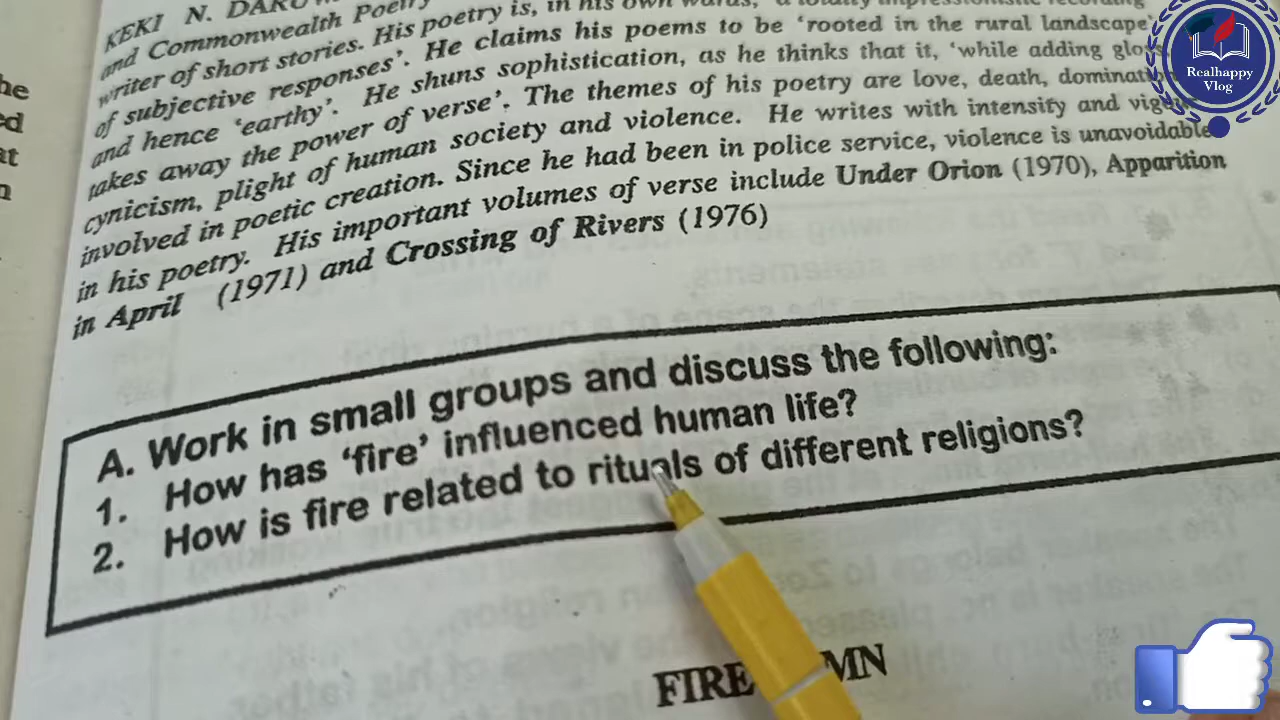 KEKI N.
and Commonwealth Poetry
writer of short stories. His poetry is, in his own words,
of subjective responses'. He claims his poems to be 'rooted in the rural landscape'
and hence 'earthy'. He shuns sophistication, as he thinks that it, 'while adding
takes away the power of verse'. The themes of his poetry are love, death,
cynicism, plight of human society and violence. He writes with intensity and
involved in poetic creation. Since he had been in police service, violence is unavoidable
in his poetry. His important volumes of verse include Under Orion (1970), Apparition
in April (1971) and Crossing of Rivers (1976)
A. Work in small groups and discuss the following:
1. How has 'fire' influenced human life?
2. How is fire related to rituals of different religions?
FIRE
he
ed
at
n
Realhappy
Vlog